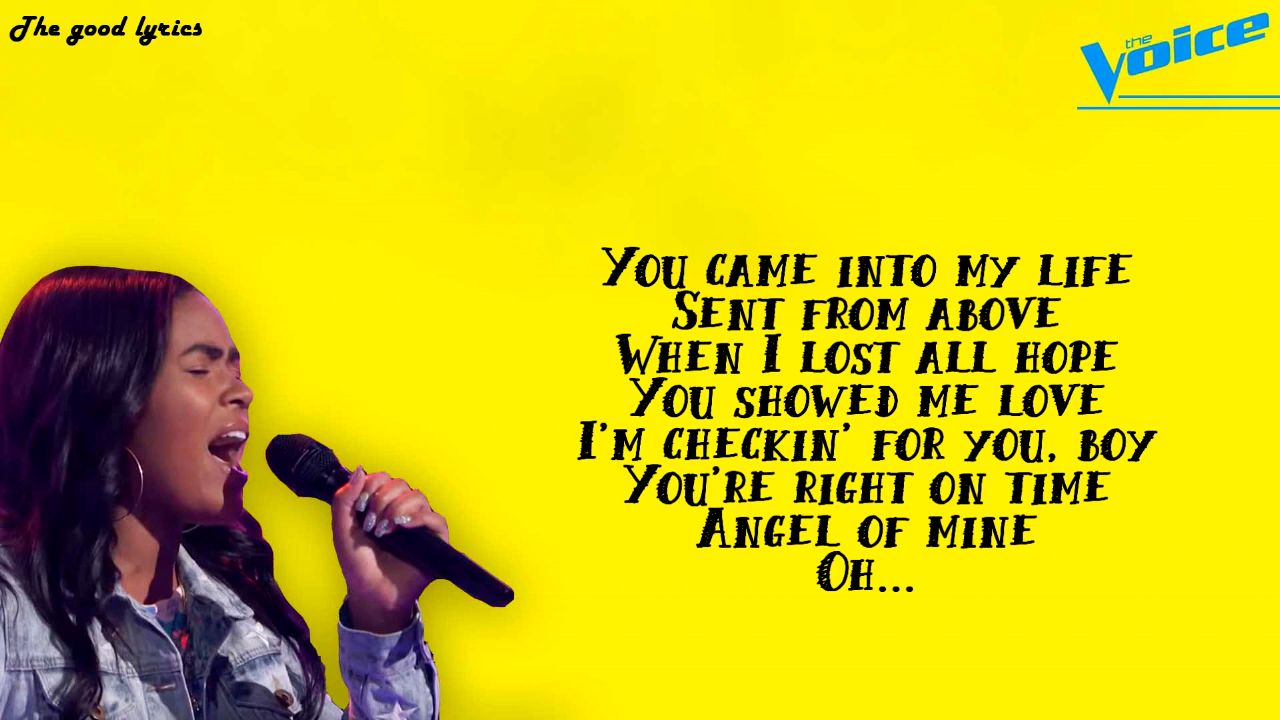 The good lyrics
the Voice
You came into my life
Sent from above
When I lost all hope
You showed me love
I'm checkin' for you, boy
You're right on time
Angel of mine
Oh...